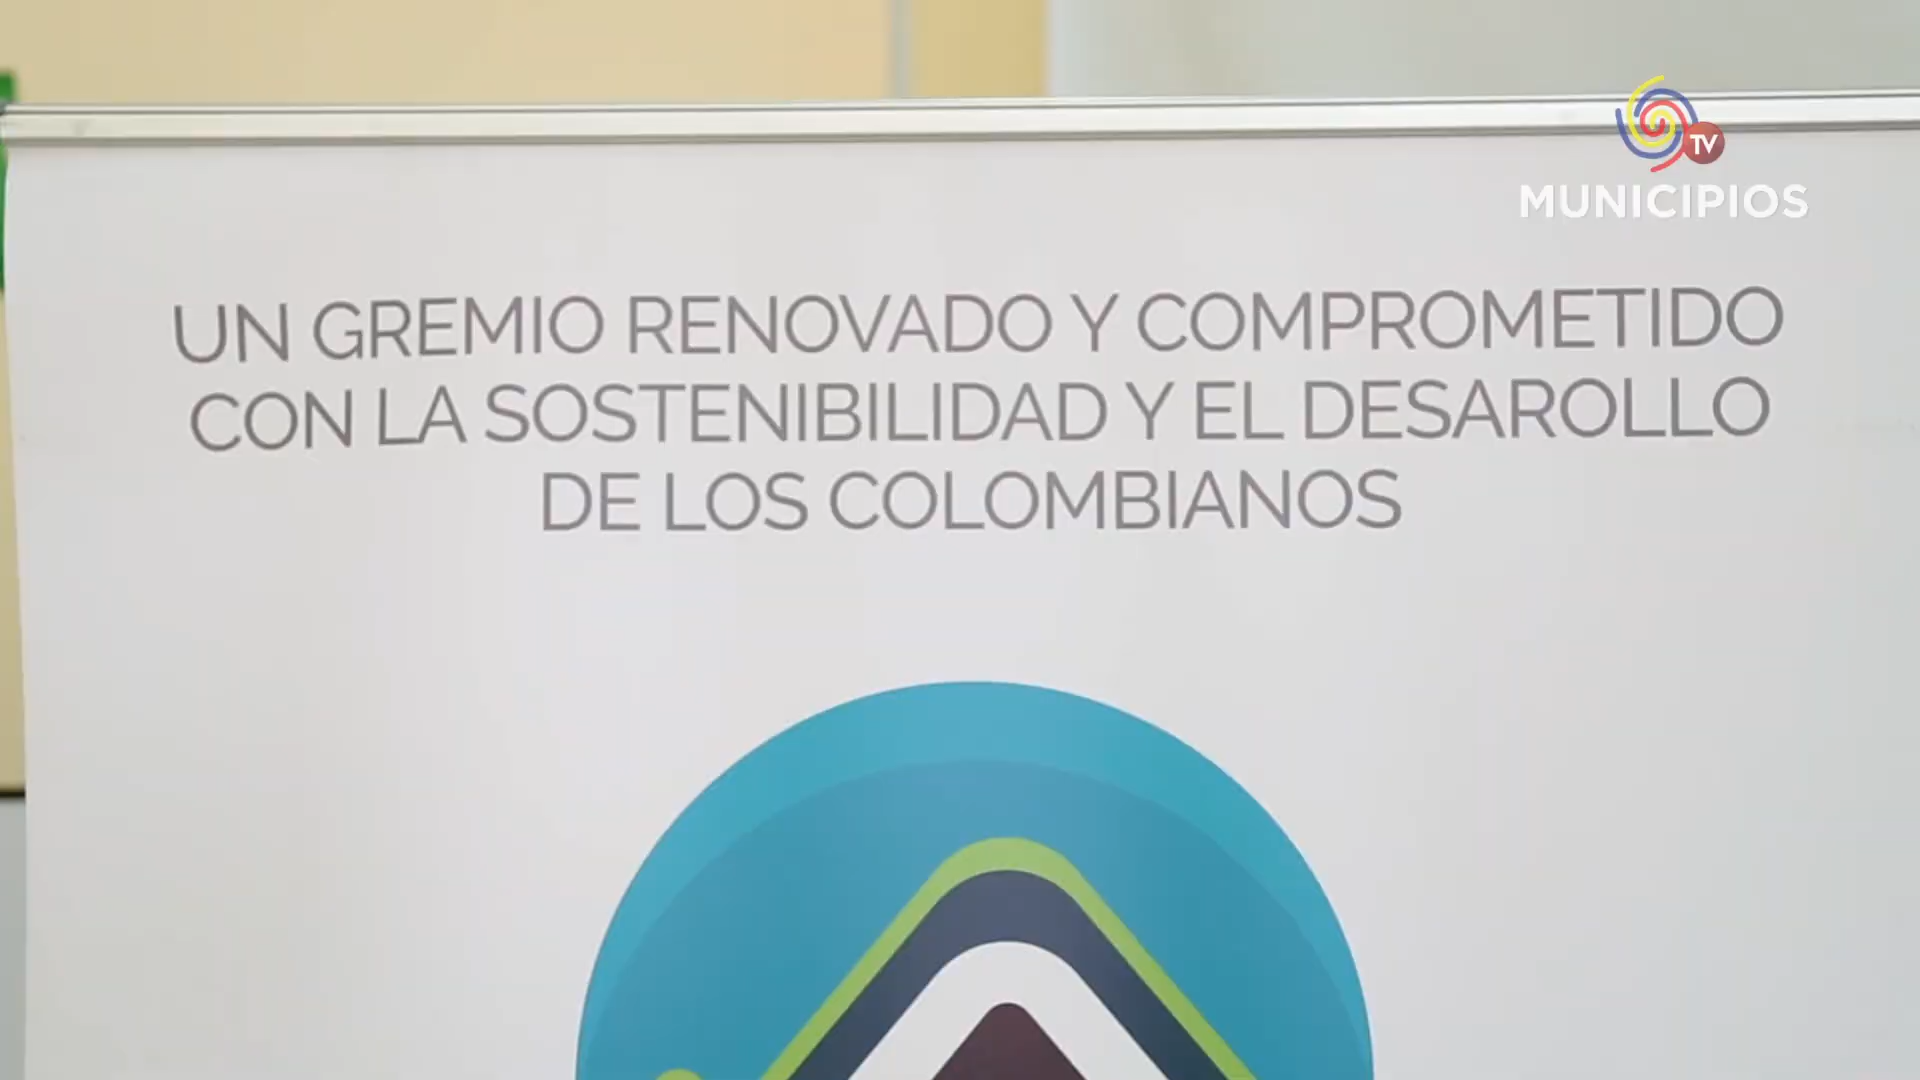 TV
MUNICIPIOS
UN GREMIO RENOVADO Y COMPROMETIDO
CON LA SOSTENIBILIDAD Y EL DESAROLLO
DE LOS COLOMBIANOS